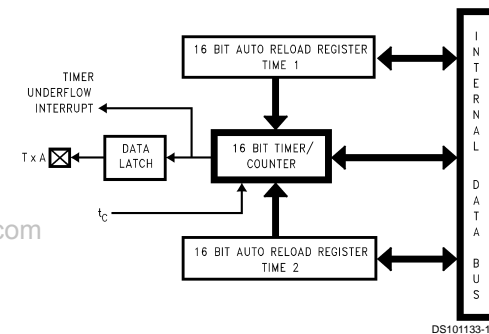 16 BIT AUTO RELOAD REGISTER
TIME 1
TIMER
UNDERFLOW
INTERRUPT
T x A
DATA
LATCH
16 BIT TIMER/
COUNTER
tC
com
16 BIT AUTO RELOAD REGISTER
TIME 2
INTERNAL DATA BUS
DS101133-1